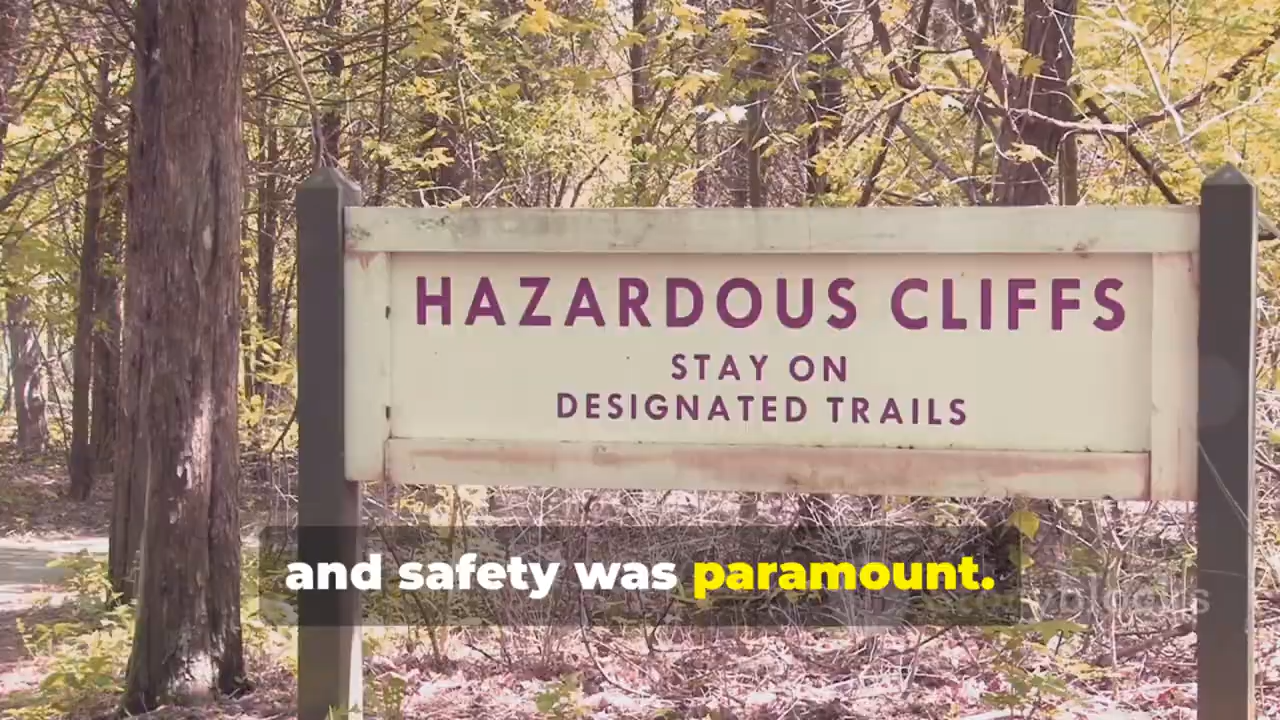 HAZARDOUS CLIFFS
STAY ON
DESIGNATED TRAILS
and safety was paramount.